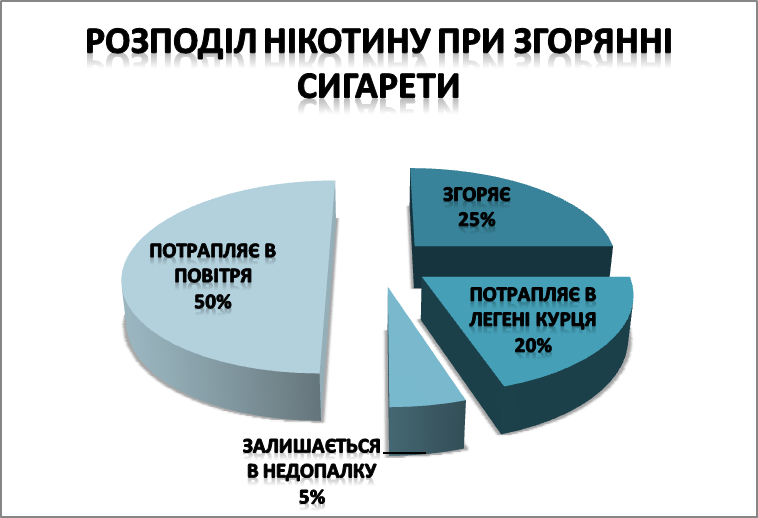 РОЗПОДІЛ НІКОТИНУ ПРИ ЗГОРЯННІ
СИГАРЕТИ
ЗГОРЯЄ
25%
ПОТРАПЛЯЄ В
ПОВІТРЯ
50%
ПОТРАПЛЯЄ В
ЛЕГЕНІ КУРЦЯ
20%
ЗАЛИШАЄТЬСЯ
В НЕДОПАЛКУ
5%